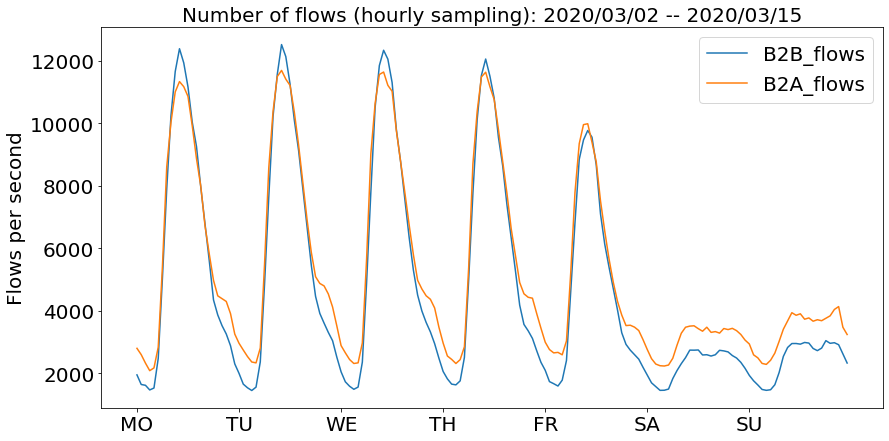 Number of flows (hourly sampling): 2020/03/02 -- 2020/03/15
B2B_flows
B2A_flows
Flows per second
12000
10000
8000
6000
4000
2000
MO TU WE TH FR SA SU